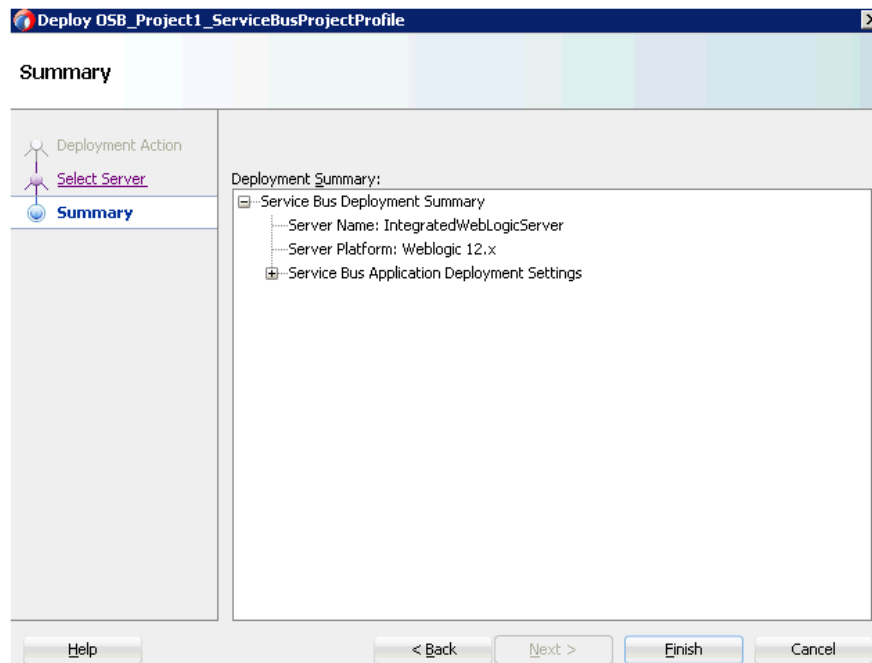 Deploy OSB_Project1_ServiceBusProjectProfile
Summary
Deployment Action
Select Server
Summary
Deployment Summary:
Service Bus Deployment Summary
Server Name: IntegratedWebLogicServer
Server Platform: Weblogic 12.x
Service Bus Application Deployment Settings
Help
< Back
Next >
Finish
Cancel